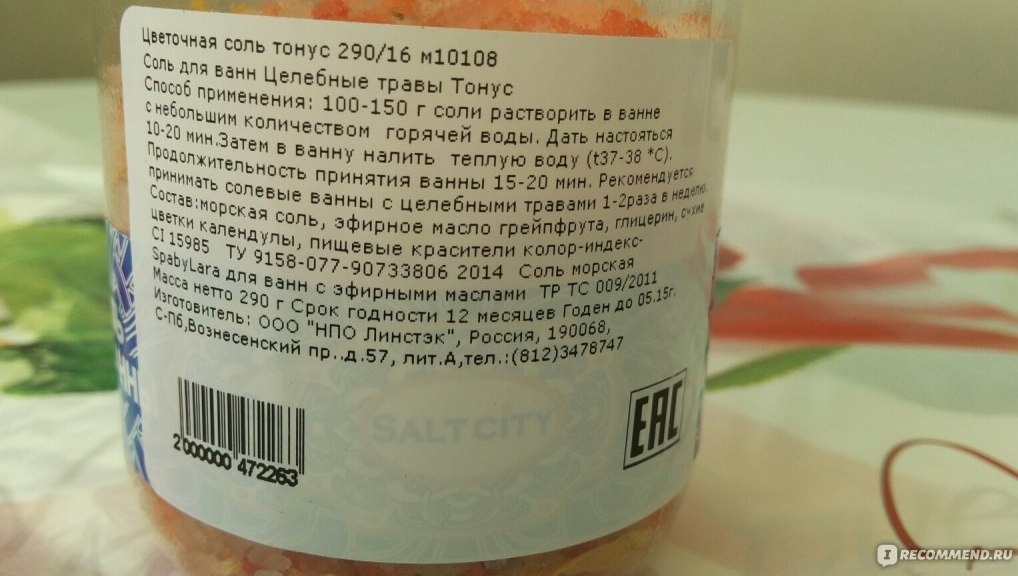 Цветочная соль тонус 290/16 м10108
Соль для ванн Целебные травы Тонус
Способ применения: 100-150 г соли растворить в ванне
с небольшим количеством горячей воды. Дать настояться
10-20 мин.Затем в ванну налить теплую воду (t37-38 *С).
Продолжительность принятия ванны 15-20 мин. Рекомендуется
принимать солевые ванны с целебными травами 1-2раза в неделю.
Состав:морская соль, эфирное масло грейпфрута, глицерин, сухие
цветки календулы, пищевые красители колор-индекс-
CI 15985 ТУ 9158-077-90733806 2014 Соль морская
SpabyLara для ванн с эфирными маслами ТР ТС 009/2011
Масса нетто 290 г Срок годности 12 месяцев Годен до 05.15г.
Изготовитель: ООО "НПО Линстэк", Россия, 190068,
С-Пб,Вознесенский пр..д.57, лит.А,тел.:(812)3478747
SALT CITY
EAC
2 000000 472263
I RECOMMEND.RU